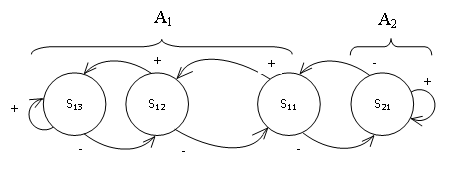 A₁ A₂
+ + - +
+ S₁₃ S₁₂ S₁₁ S₂₁
- - -